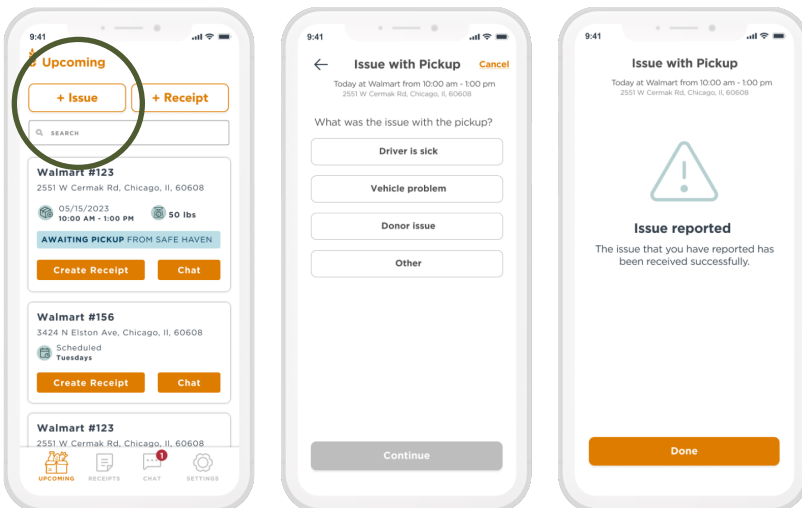 9:41
Upcoming
+ Issue
+ Receipt
SEARCH
Walmart #123
2551 W Cermak Rd, Chicago, Il, 60608
05/15/2023
10:00 AM - 1:00 PM
50 lbs
AWAITING PICKUP FROM SAFE HAVEN
Create Receipt
Chat
Walmart #156
3424 N Elston Ave, Chicago, Il, 60608
Scheduled
Tuesdays
Create Receipt
Chat
Walmart #123
2551 W Cermak Rd, Chicago, Il, 60608
1
UPCOMING
RECEIPTS
CHAT
SETTINGS
9:41
Issue with Pickup
Cancel
Today at Walmart from 10:00 am - 1:00 pm
2551 W Cermak Rd, Chicago, Il, 60608
What was the issue with the pickup?
Driver is sick
Vehicle problem
Donor issue
Other
Continue
9:41
Issue with Pickup
Today at Walmart from 10:00 am - 1:00 pm
2551 W Cermak Rd, Chicago, Il, 60608
Issue reported
The issue that you have reported has
been received successfully.
Done